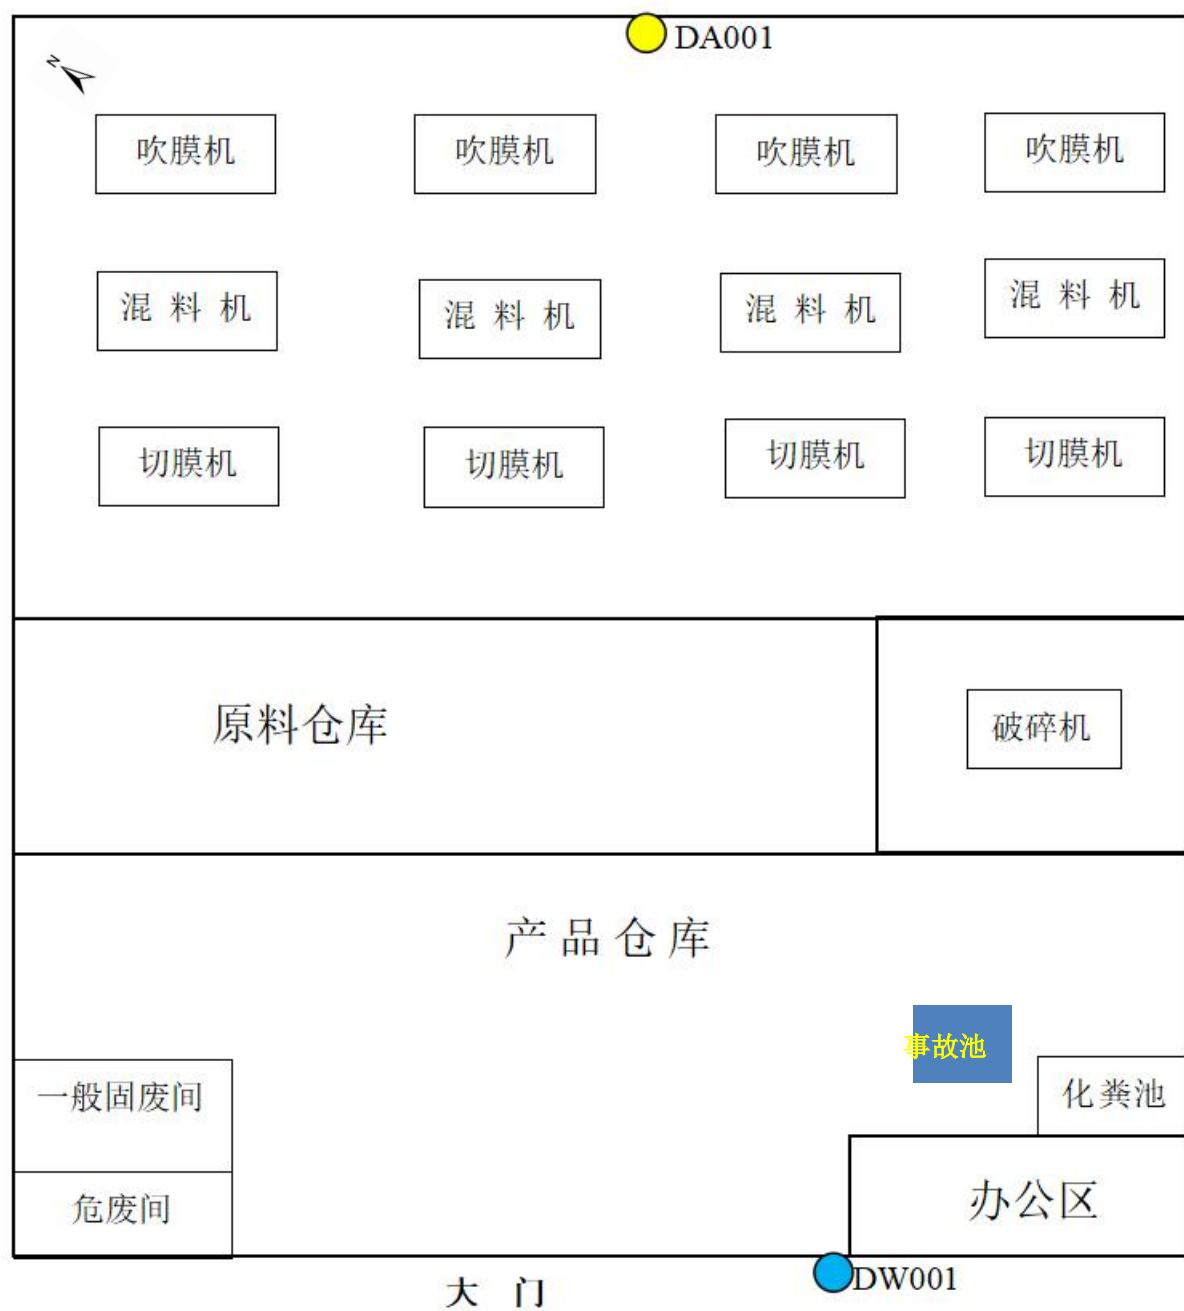 DA001
N
吹膜机 吹膜机 吹膜机 吹膜机
混 料 机 混 料 机 混 料 机 混 料 机
切膜机 切膜机 切膜机 切膜机
原料仓库 破碎机
产 品 仓 库
事故池
一般固废间 化粪池
危废间 办公区
大 门 DW001